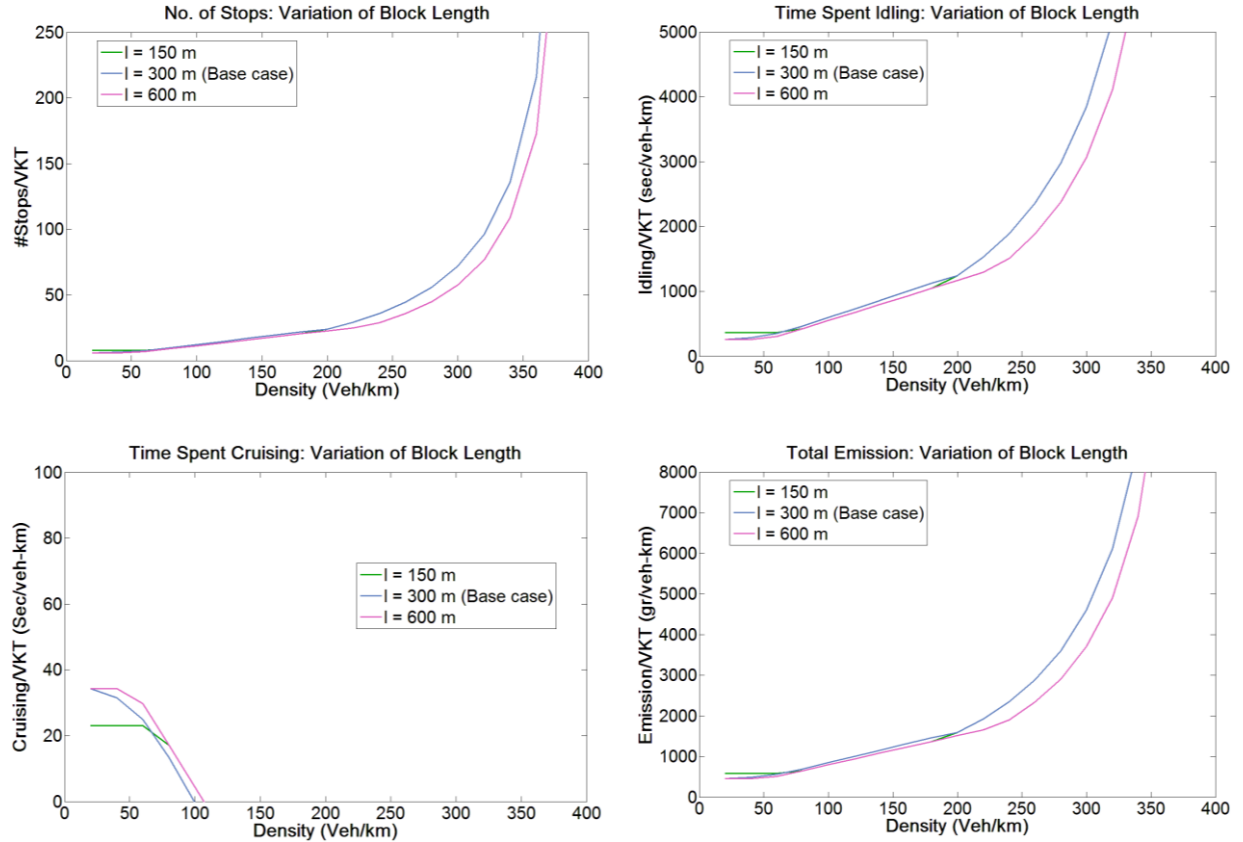 No. of Stops: Variation of Block Length
250
200
150
100
50
0
#Stops/VKT
l = 150 m
l = 300 m (Base case)
l = 600 m
0 50 100 150 200 250 300 350 400
Density (Veh/km)
Time Spent Idling: Variation of Block Length
5000
4000
3000
2000
1000
0
Idling/VKT (sec/veh-km)
l = 150 m
l = 300 m (Base case)
l = 600 m
0 50 100 150 200 250 300 350 400
Density (Veh/km)
Time Spent Cruising: Variation of Block Length
100
80
60
40
20
0
Cruising/VKT (Sec/veh-km)
l = 150 m
l = 300 m (Base case)
l = 600 m
0 50 100 150 200 250 300 350 400
Density (Veh/km)
Total Emission: Variation of Block Length
8000
7000
6000
5000
4000
3000
2000
1000
0
Emission/VKT (gr/veh-km)
l = 150 m
l = 300 m (Base case)
l = 600 m
0 50 100 150 200 250 300 350 400
Density (Veh/km)